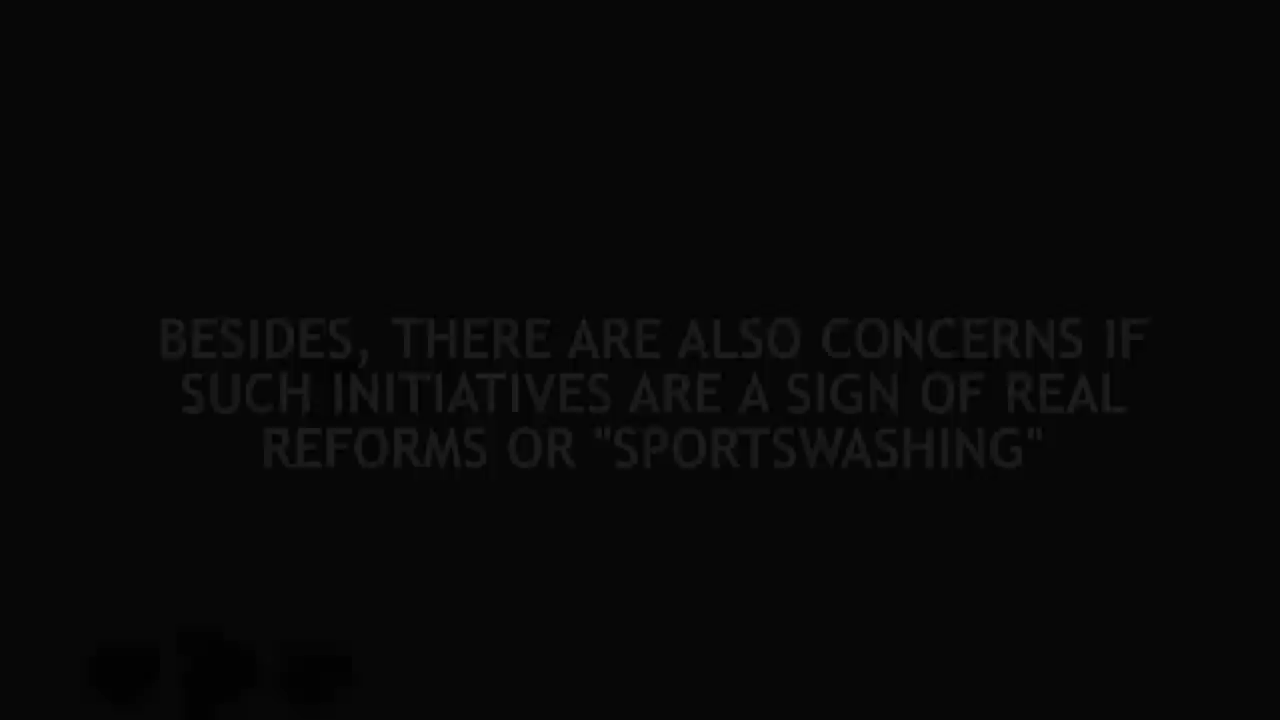 BESIDES, THERE ARE ALSO CONCERNS IF
SUCH INITIATIVES ARE A SIGN OF REAL
REFORMS OR "SPORTSWASHING"